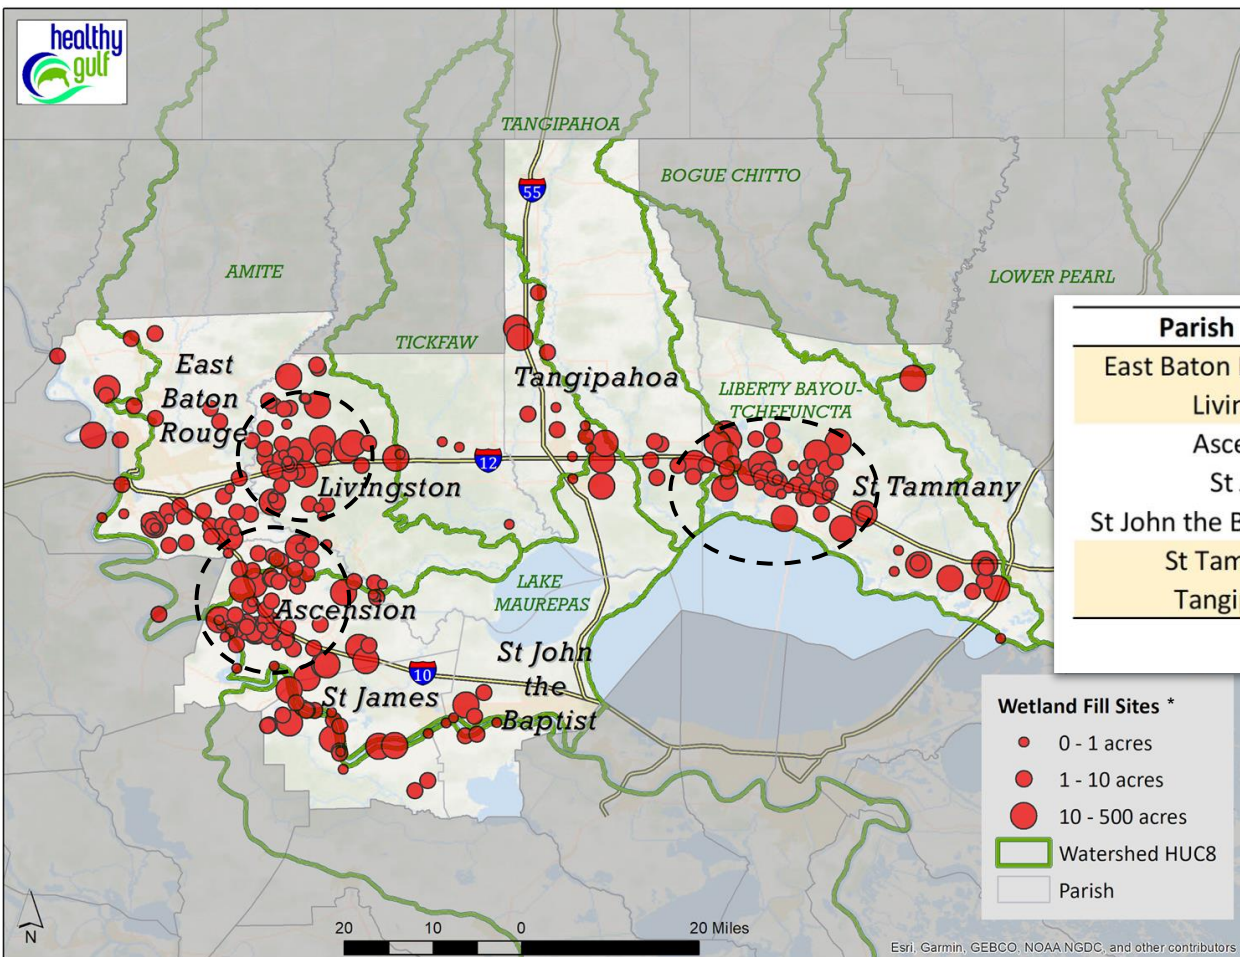 healthy
gulf
TANGIPAHOA
BOGUE CHITTO
55
AMITE
LOWER PEARL
TICKFAW
East
Baton
Rouge
Tangipahoa
LIBERTY BAYOU-
TCHEFUNCTA
12
Livingston
St Tammany
LAKE
MAUREPAS
Ascension
St John
the
Baptist
10
St James
Parish
East Baton
Livin
Asce
St
St John the B
St Tam
Tangi
Wetland Fill Sites *
0 - 1 acres
1 - 10 acres
10 - 500 acres
Watershed HUC8
Parish
N
20 10 0 20 Miles
Esri, Garmin, GEBCO, NOAA NGDC, and other contributors